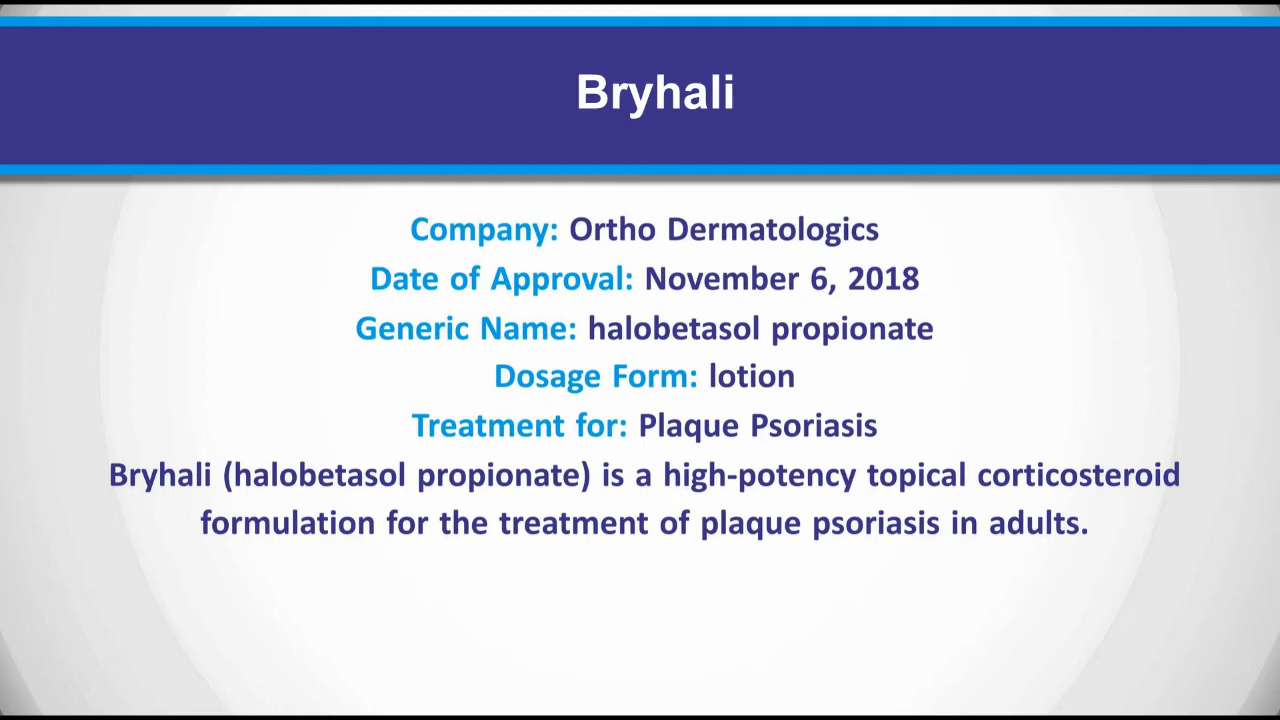 Bryhali
Company: Ortho Dermatologics
Date of Approval: November 6, 2018
Generic Name: halobetasol propionate
Dosage Form: lotion
Treatment for: Plaque Psoriasis
Bryhali (halobetasol propionate) is a high-potency topical corticosteroid
formulation for the treatment of plaque psoriasis in adults.